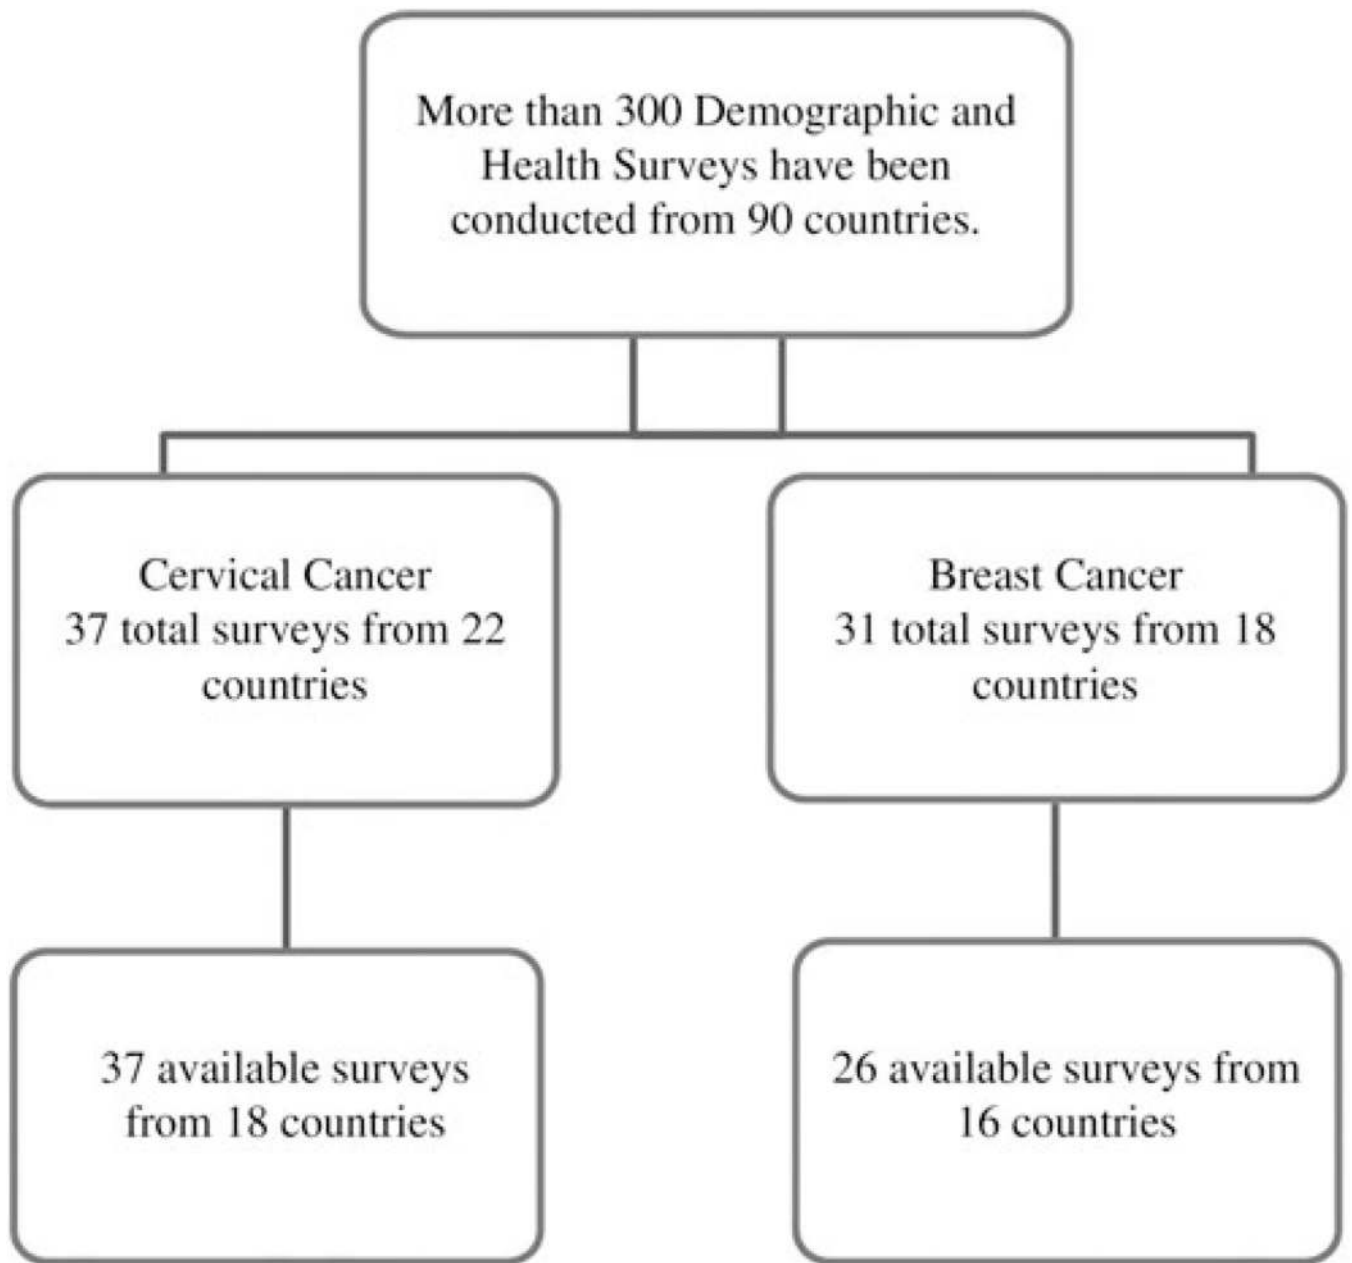 More than 300 Demographic and
Health Surveys have been
conducted from 90 countries.
Cervical Cancer
37 total surveys from 22
countries
Breast Cancer
31 total surveys from 18
countries
37 available surveys
from 18 countries
26 available surveys from
16 countries